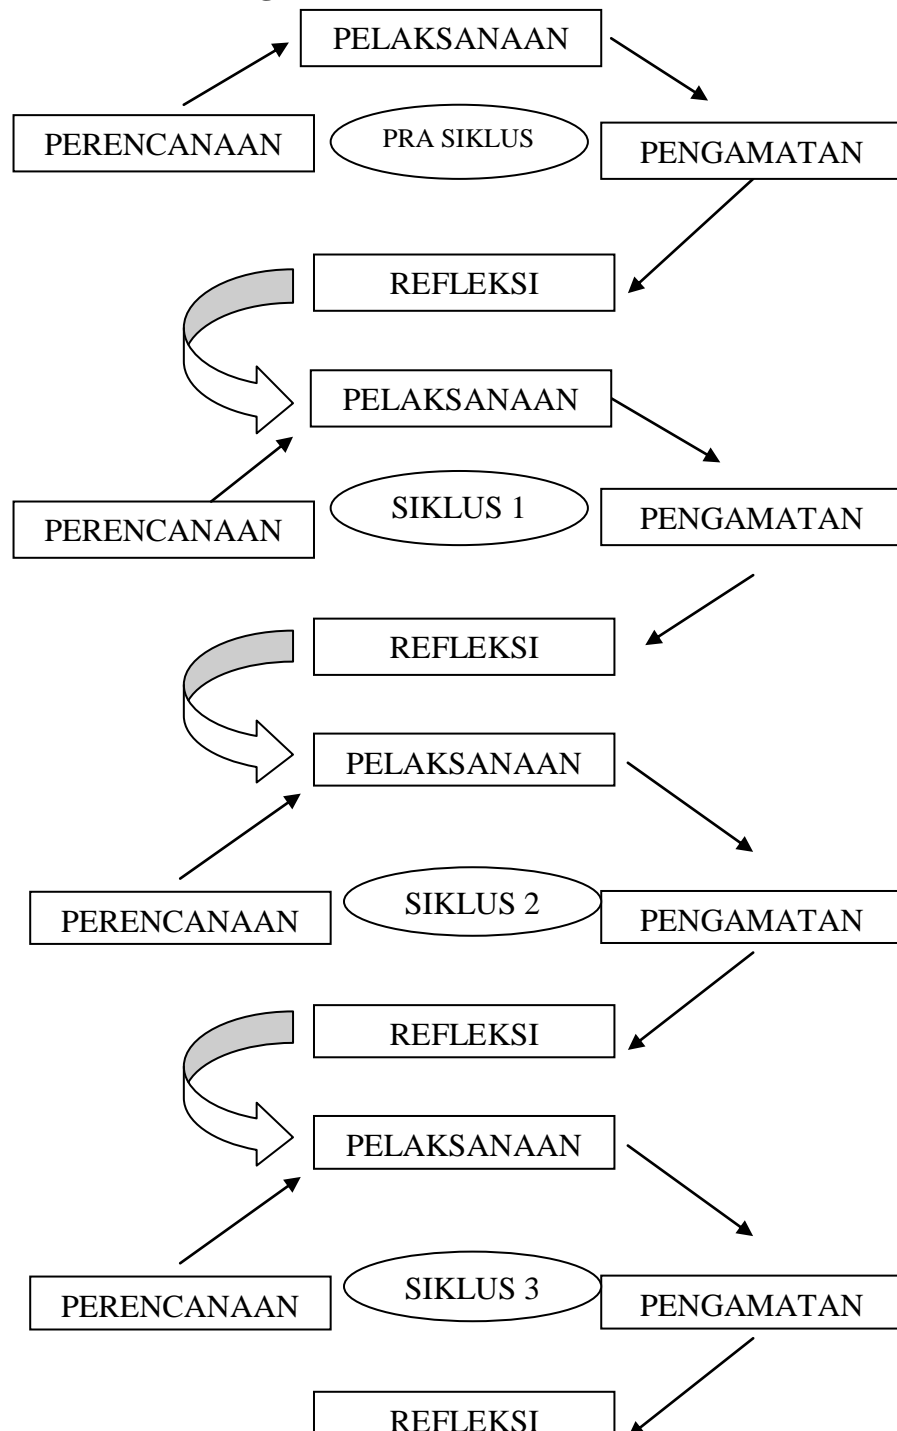 PELAKSANAAN
PERENCANAAN
PRA SIKLUS
PENGAMATAN
REFLEKSI
PELAKSANAAN
PERENCANAAN
SIKLUS 1
PENGAMATAN
REFLEKSI
PELAKSANAAN
PERENCANAAN
SIKLUS 2
PENGAMATAN
REFLEKSI
PELAKSANAAN
PERENCANAAN
SIKLUS 3
PENGAMATAN
REFLEKSI